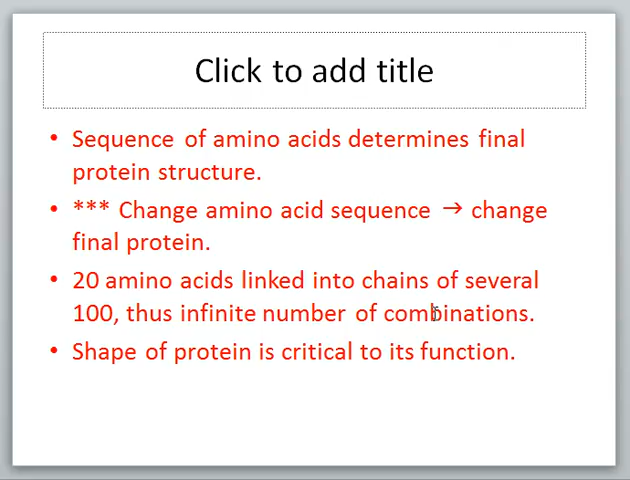 Click to add title
• Sequence of amino acids determines final
protein structure.
• *** Change amino acid sequence → change
final protein.
• 20 amino acids linked into chains of several
100, thus infinite number of combinations.
• Shape of protein is critical to its function.